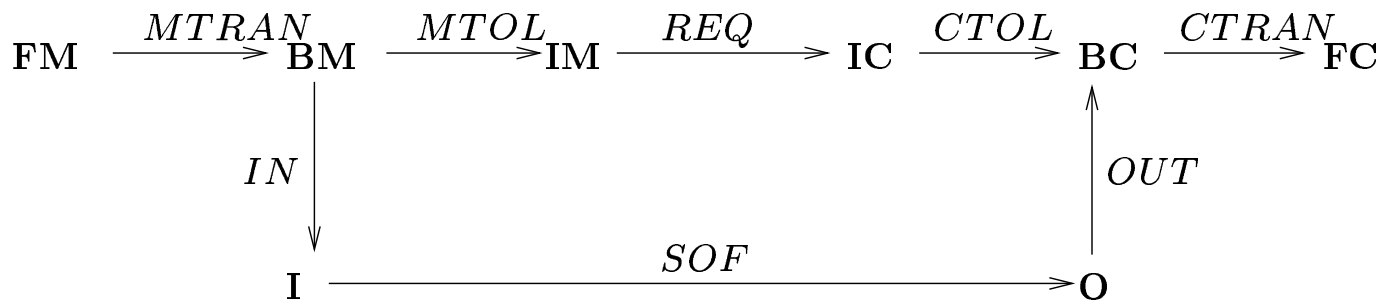 MTRAN MTOL REQ CTOL CTRAN
FM BM IM IC BC FC
IN OUT
SOF
I O